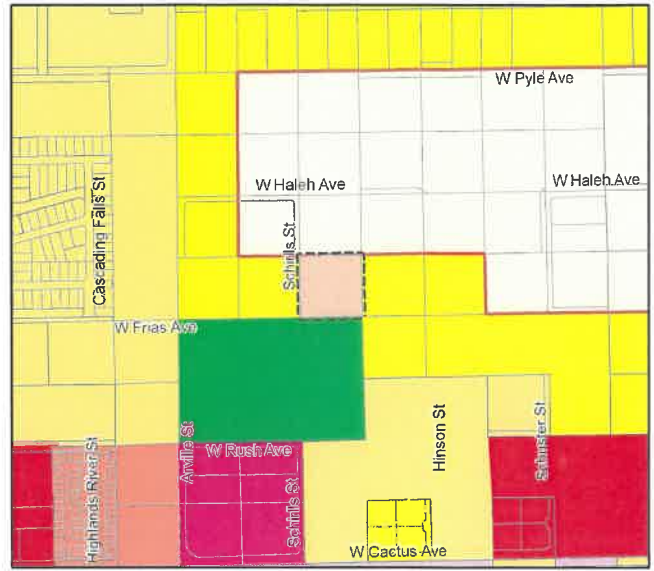 W Pyle Ave
W Haleh Ave
W Haleh Ave
Cascading Falls St
Schirlls St
W Frias Ave
Arville St
W Rush Ave
Highlands River St
Schirlls St
Hinson St
Schuster St
W Cactus Ave